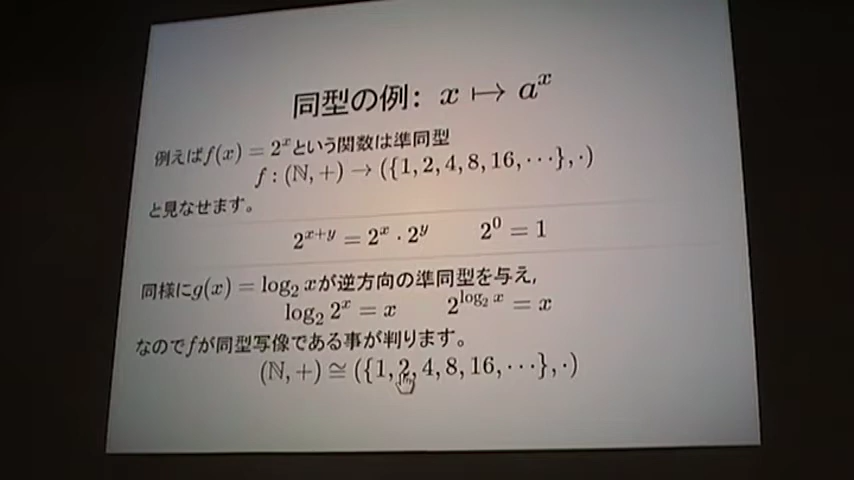 同型の例: x ↦ a^x
例えばf(x) = 2^xという関数は準同型
f : (ℕ, +) → ({1, 2, 4, 8, 16, ⋯}, ·)
と見なせます。
2^{x+y} = 2^x · 2^y 2^0 = 1
同様にg(x) = log_2 xが逆方向の準同型を与え,
log_2 2^x = x 2^{log_2 x} = x
なのでfが同型写像である事が判ります。
(ℕ, +) ≅ ({1, 2, 4, 8, 16, ⋯}, ·)